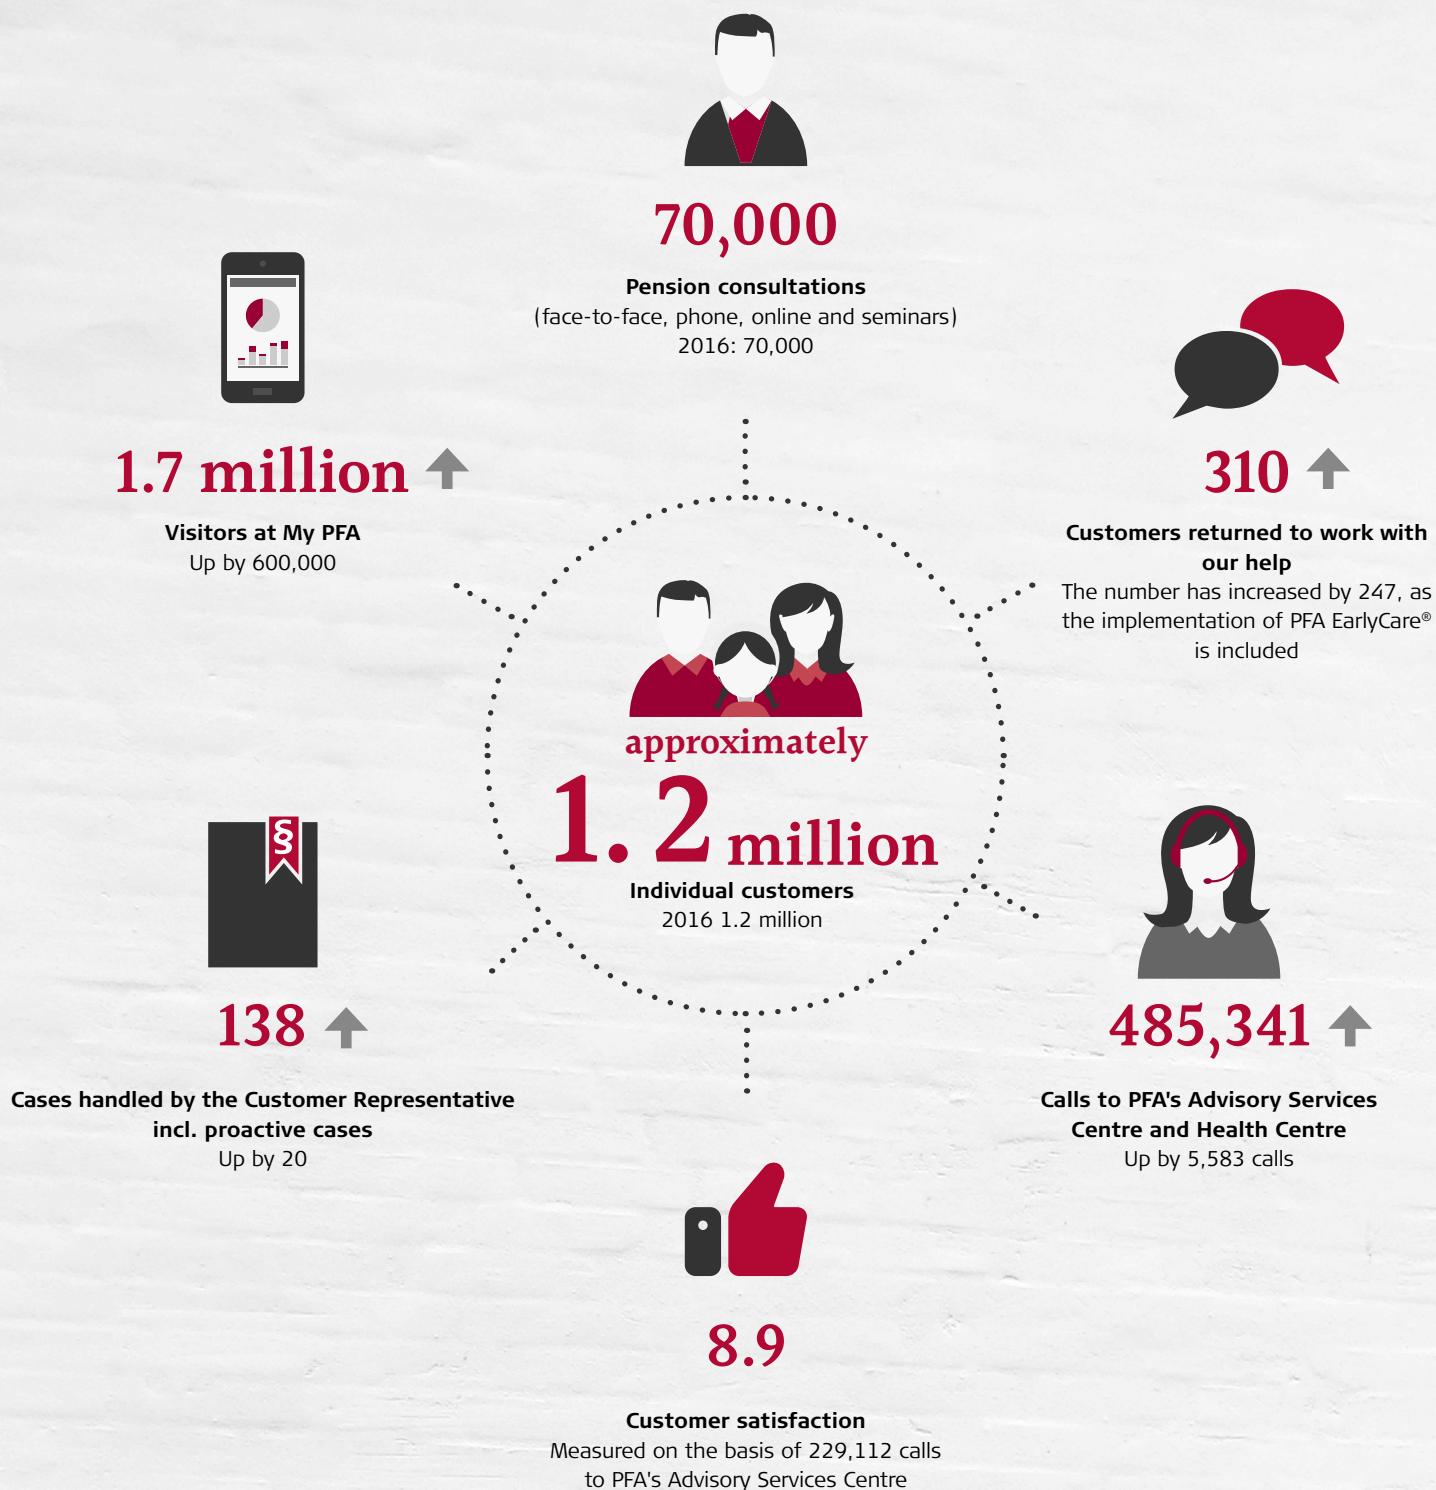 70,000
Pension consultations
(face-to-face, phone, online and seminars)
2016: 70,000
1.7 million
Visitors at My PFA
Up by 600,000
310
Customers returned to work with
our help
The number has increased by 247, as
the implementation of PFA EarlyCare®
is included
approximately
1.2 million
Individual customers
2016 1.2 million
§
138
Cases handled by the Customer Representative
incl. proactive cases
Up by 20
485,341
Calls to PFA's Advisory Services
Centre and Health Centre
Up by 5,583 calls
8.9
Customer satisfaction
Measured on the basis of 229,112 calls
to PFA's Advisory Services Centre